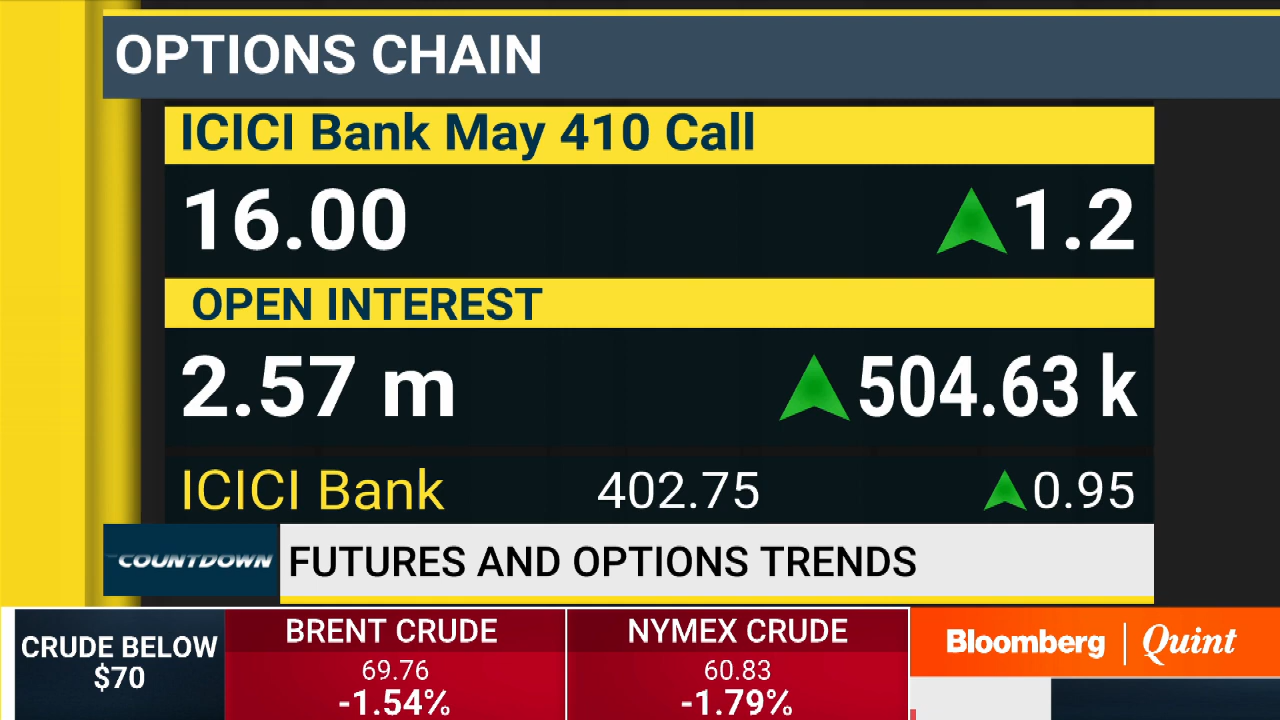 OPTIONS CHAIN
ICICI Bank May 410 Call
16.00 1.2
OPEN INTEREST
2.57 m 504.63 k
ICICI Bank 402.75 0.95
COUNTDOWN FUTURES AND OPTIONS TRENDS
CRUDE BELOW
$70
BRENT CRUDE
69.76
-1.54%
NYMEX CRUDE
60.83
-1.79%
Bloomberg | Quint